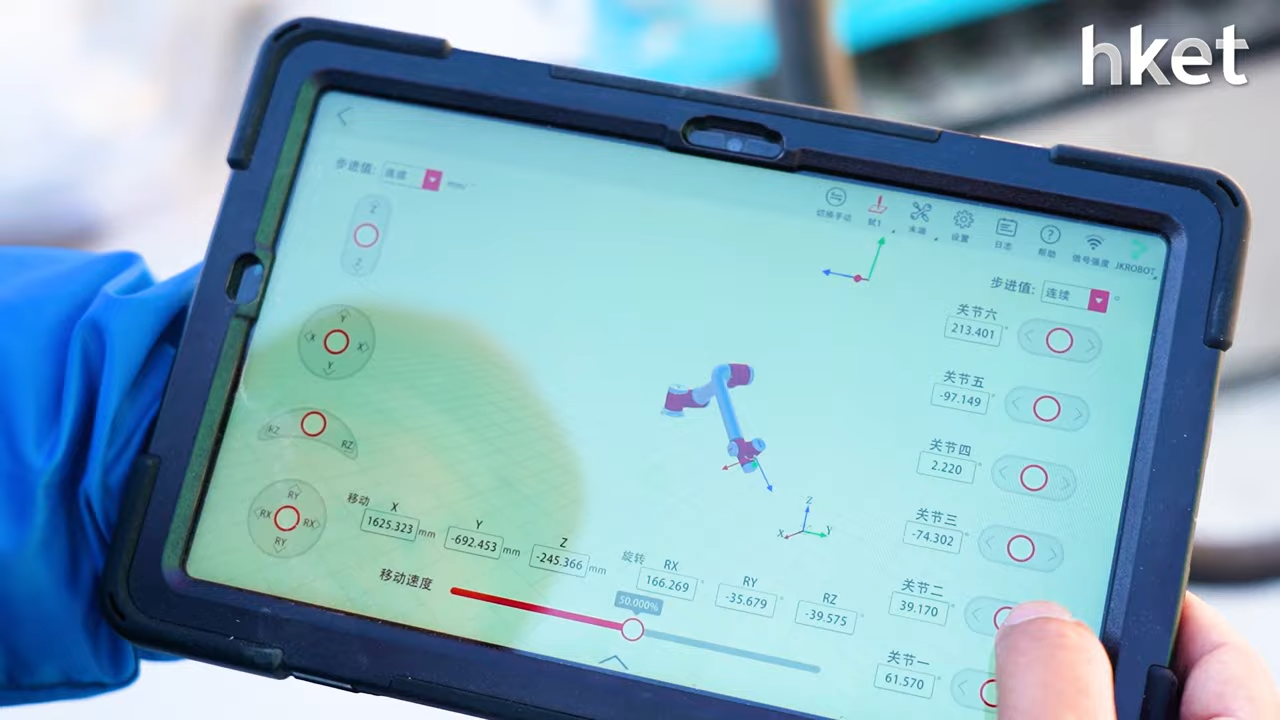 hket
步进值: 连续 mm
切换手动
设置
日志
帮助
信号强度
JKROBOT
步进值: 连续 °
Z
Z
Y
X X
Y
RZ RZ
RY
RX RX
RY
关节六
213.401 °
关节五
-97.149 °
关节四
2.220 °
关节三
-74.302 °
关节二
39.170 °
关节一
61.570 °
Z
X Y
移动
X
1625.323 mm
Y
-692.453 mm
Z
-245.366 mm
旋转
RX
166.269 °
RY
-35.679 °
RZ
-39.575 °
移动速度
50.000%